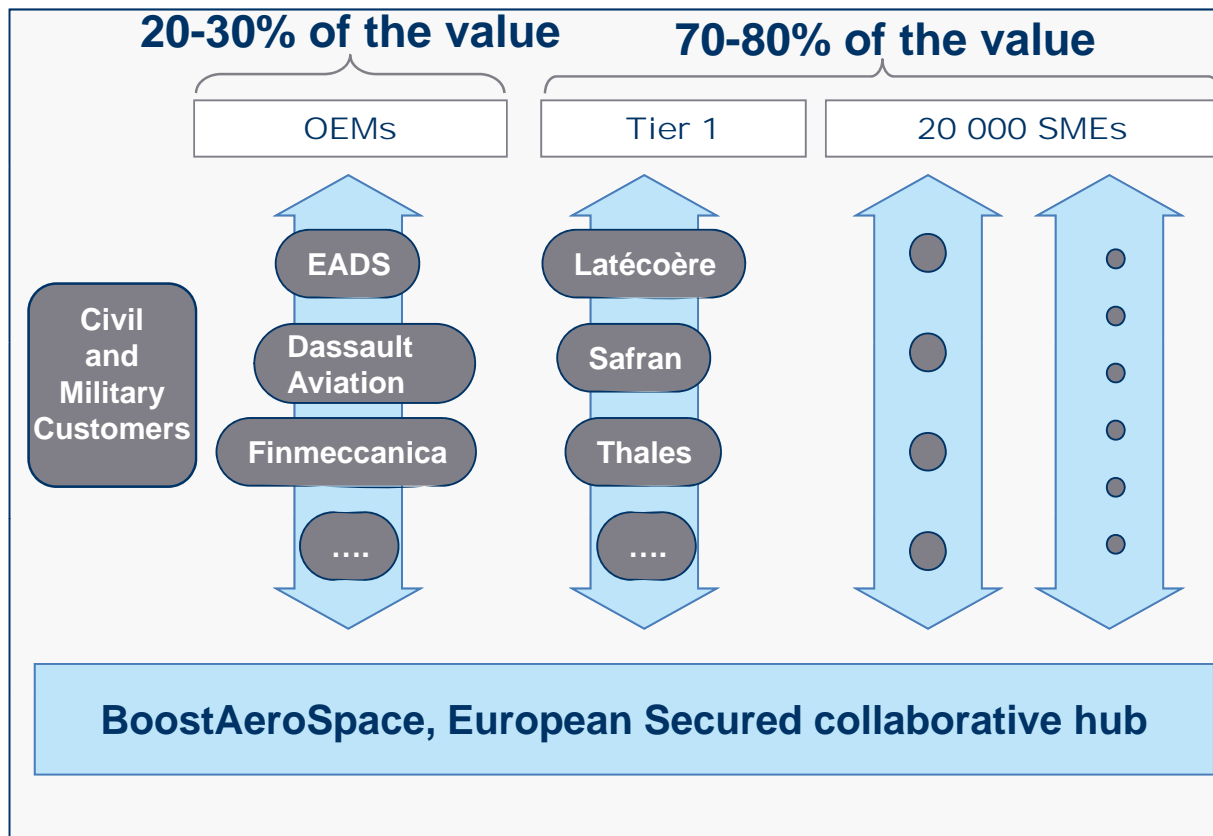 20-30% of the value
70-80% of the value
OEMs
Tier 1
20 000 SMEs
Civil
and
Military
Customers
EADS
Dassault
Aviation
Finmeccanica
....
Latécoère
Safran
Thales
....
BoostAeroSpace, European Secured collaborative hub